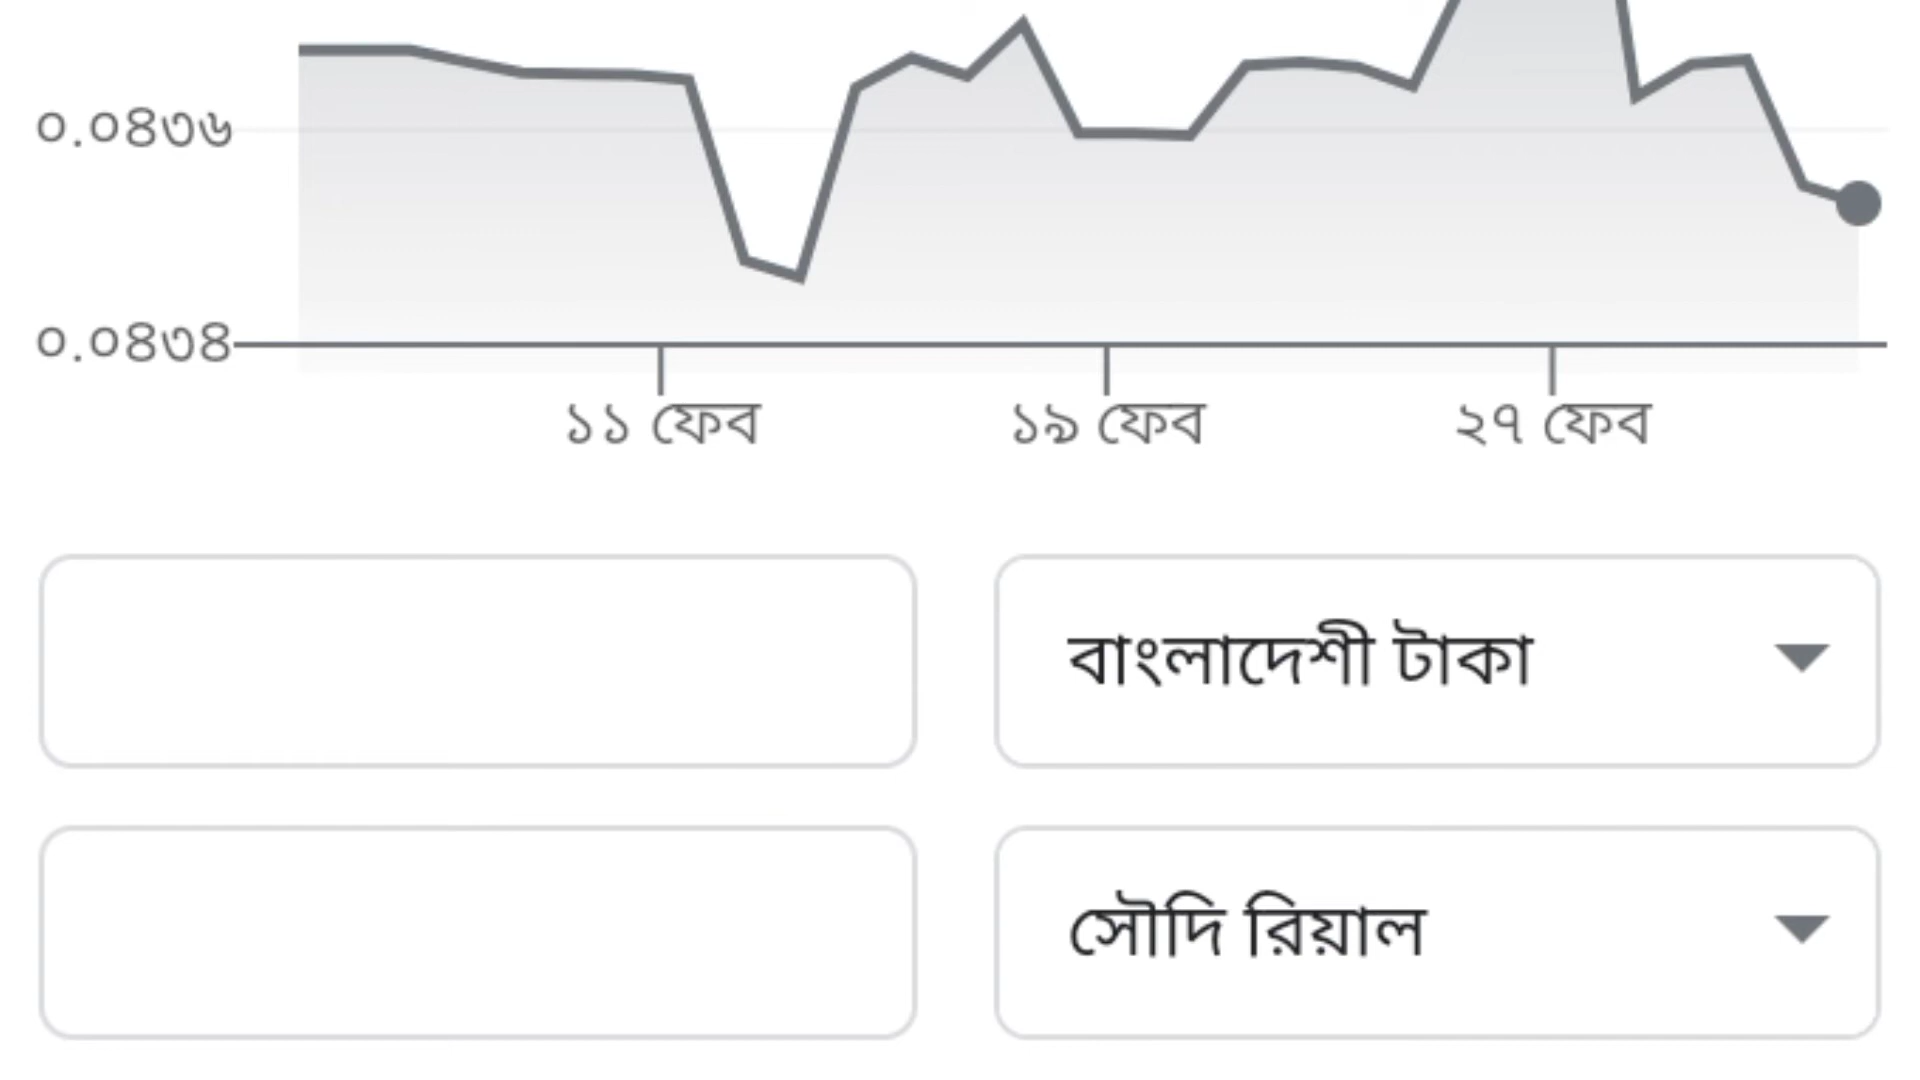 ০.০৪৩৬
০.০৪৩৪
১১ ফেব ১৯ ফেব ২৭ ফেব
বাংলাদেশী টাকা
সৌদি রিয়াল